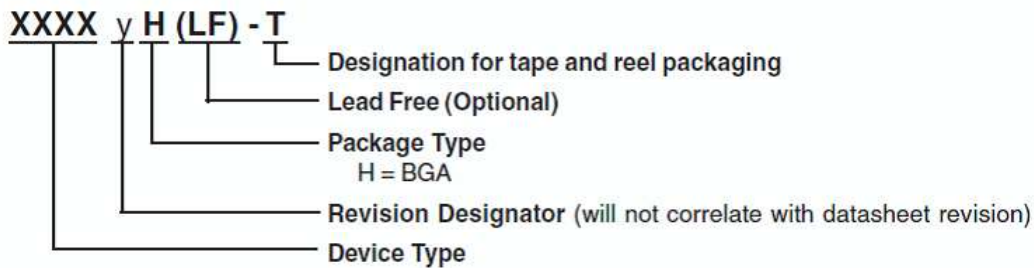 XXXX y H (LF) - T
Designation for tape and reel packaging
Lead Free (Optional)
Package Type
H = BGA
Revision Designator (will not correlate with datasheet revision)
Device Type